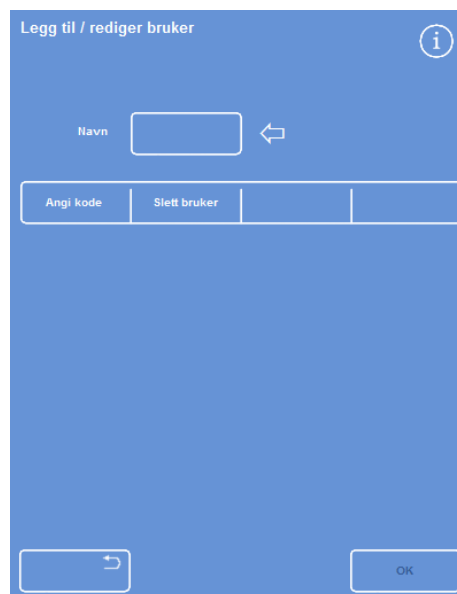 Legg til / rediger bruker
i
Navn
Angi kode Slett bruker
OK